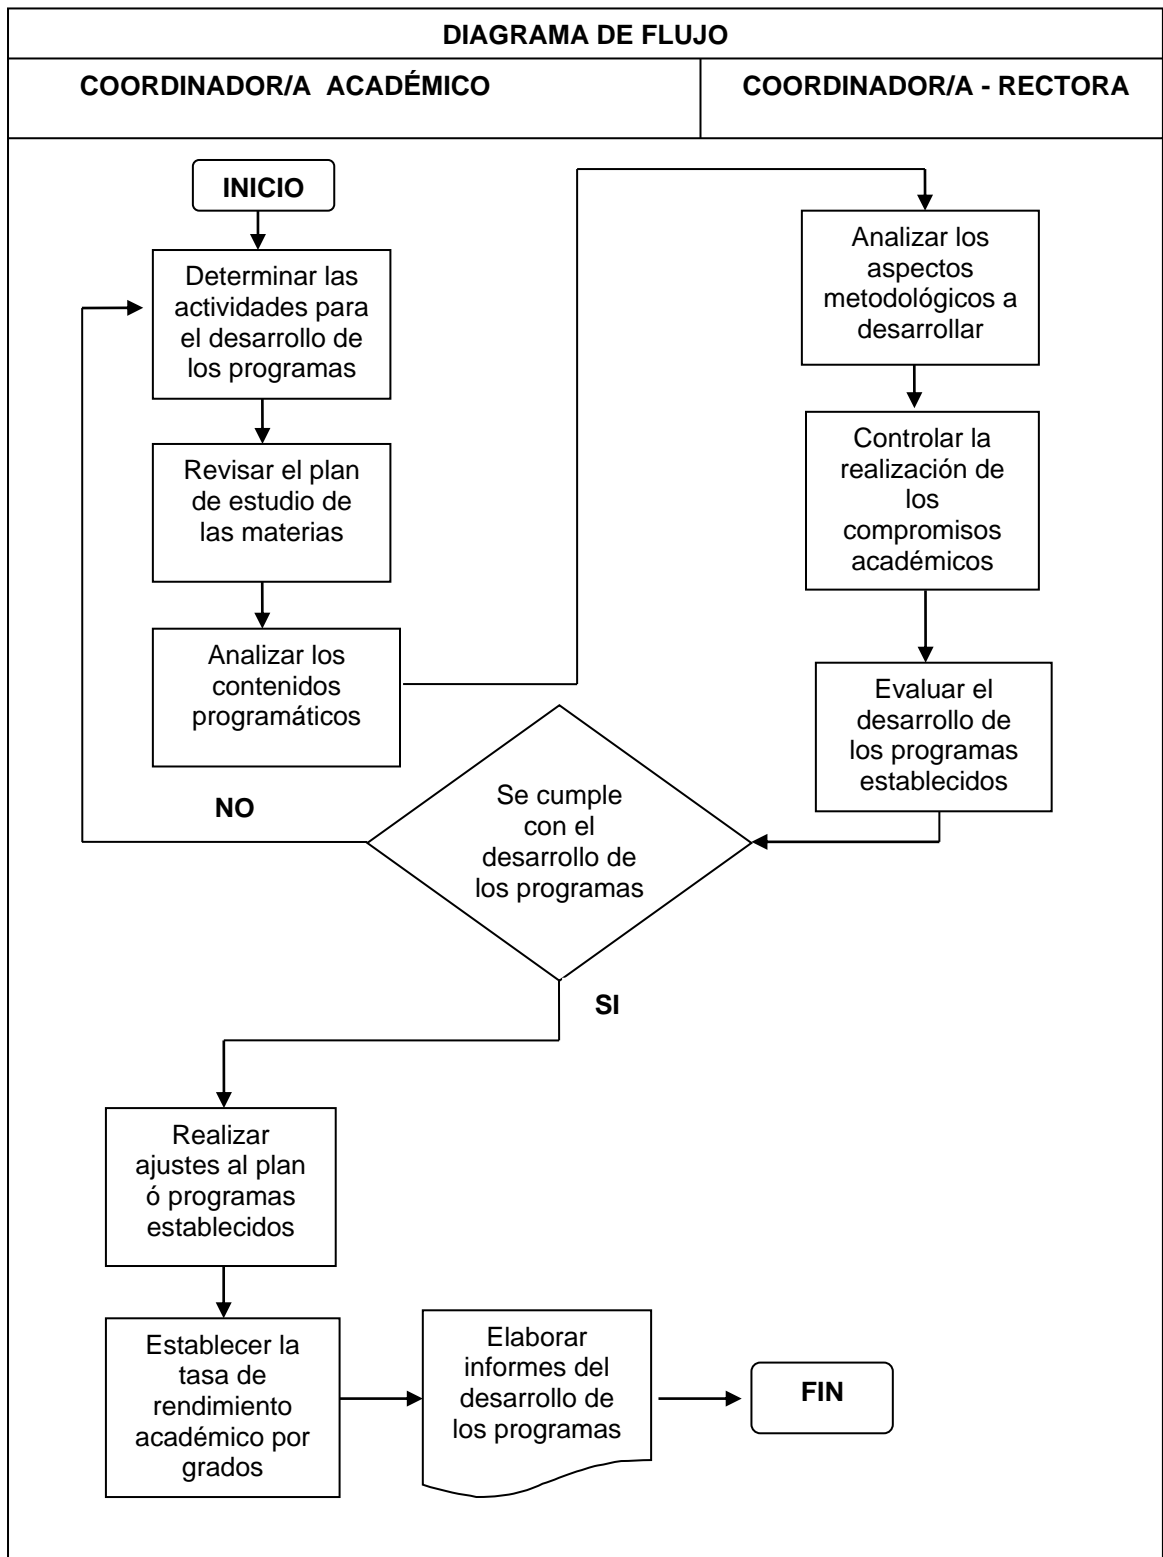 DIAGRAMA DE FLUJO
COORDINADOR/A ACADÉMICO
COORDINADOR/A - RECTORA
INICIO
Determinar las
actividades para
el desarrollo de
los programas
Revisar el plan
de estudio de
las materias
Analizar los
contenidos
programáticos
Analizar los
aspectos
metodológicos a
desarrollar
Controlar la
realización de
los
compromisos
académicos
Evaluar el
desarrollo de
los programas
establecidos
Se cumple
con el
desarrollo de
los programas
NO
SI
Realizar
ajustes al plan
ó programas
establecidos
Establecer la
tasa de
rendimiento
académico por
grados
Elaborar
informes del
desarrollo de
los programas
FIN